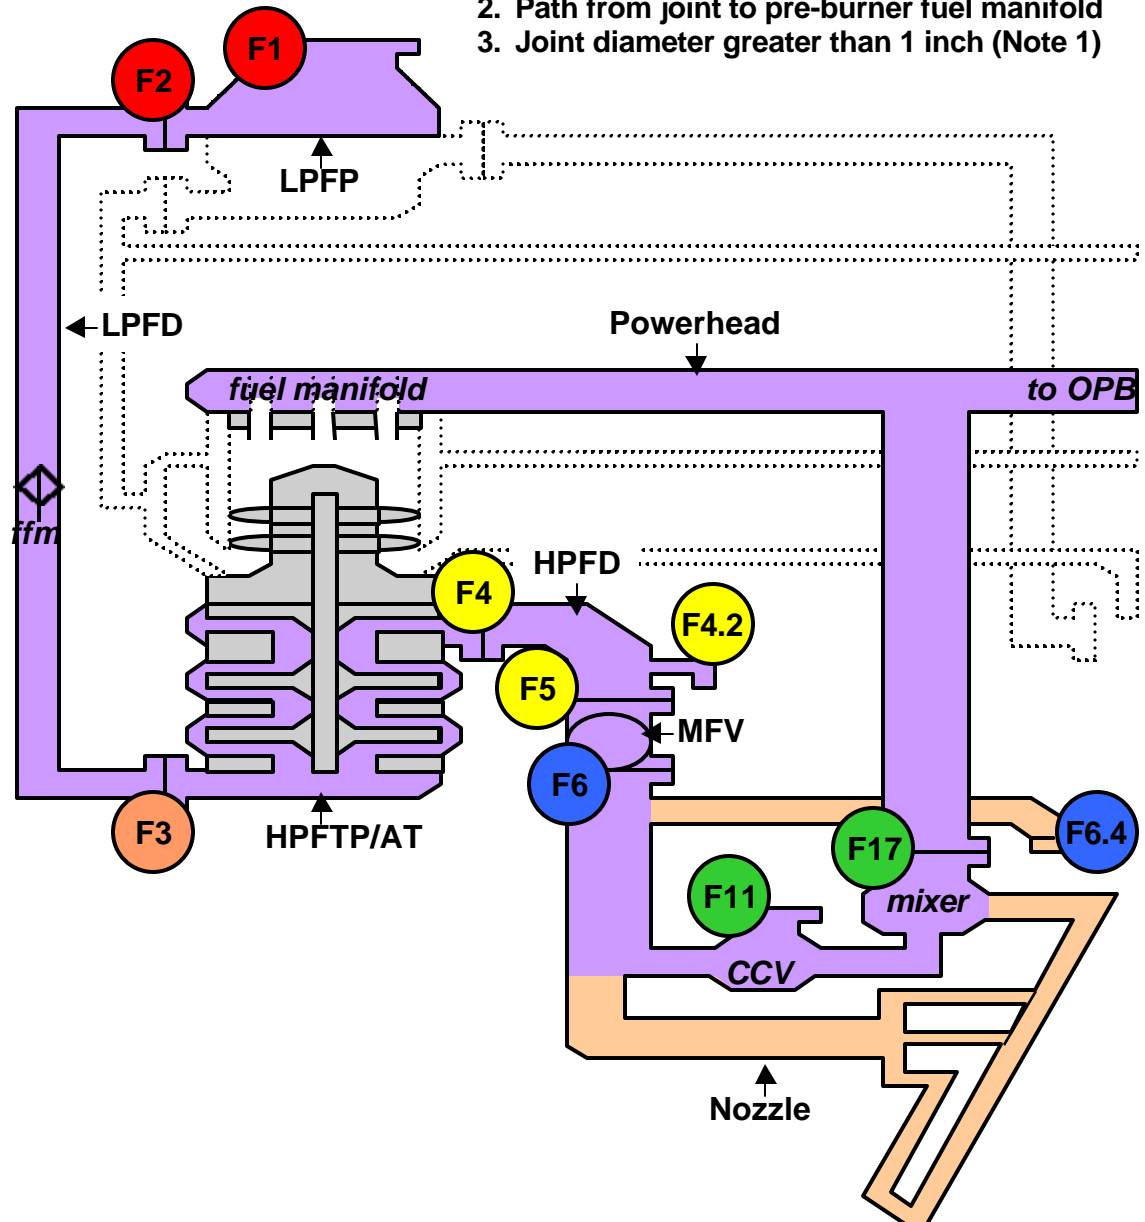 2. Path from joint to pre-burner fuel manifold
3. Joint diameter greater than 1 inch (Note 1)
F1
F2
LPFP
LPFD
Powerhead
fuel manifold
to OPB
ffm
HPFD
F4
F4.2
F5
MFV
F6
F3
HPFTP/AT
F6.4
F17
F11
mixer
CCV
Nozzle